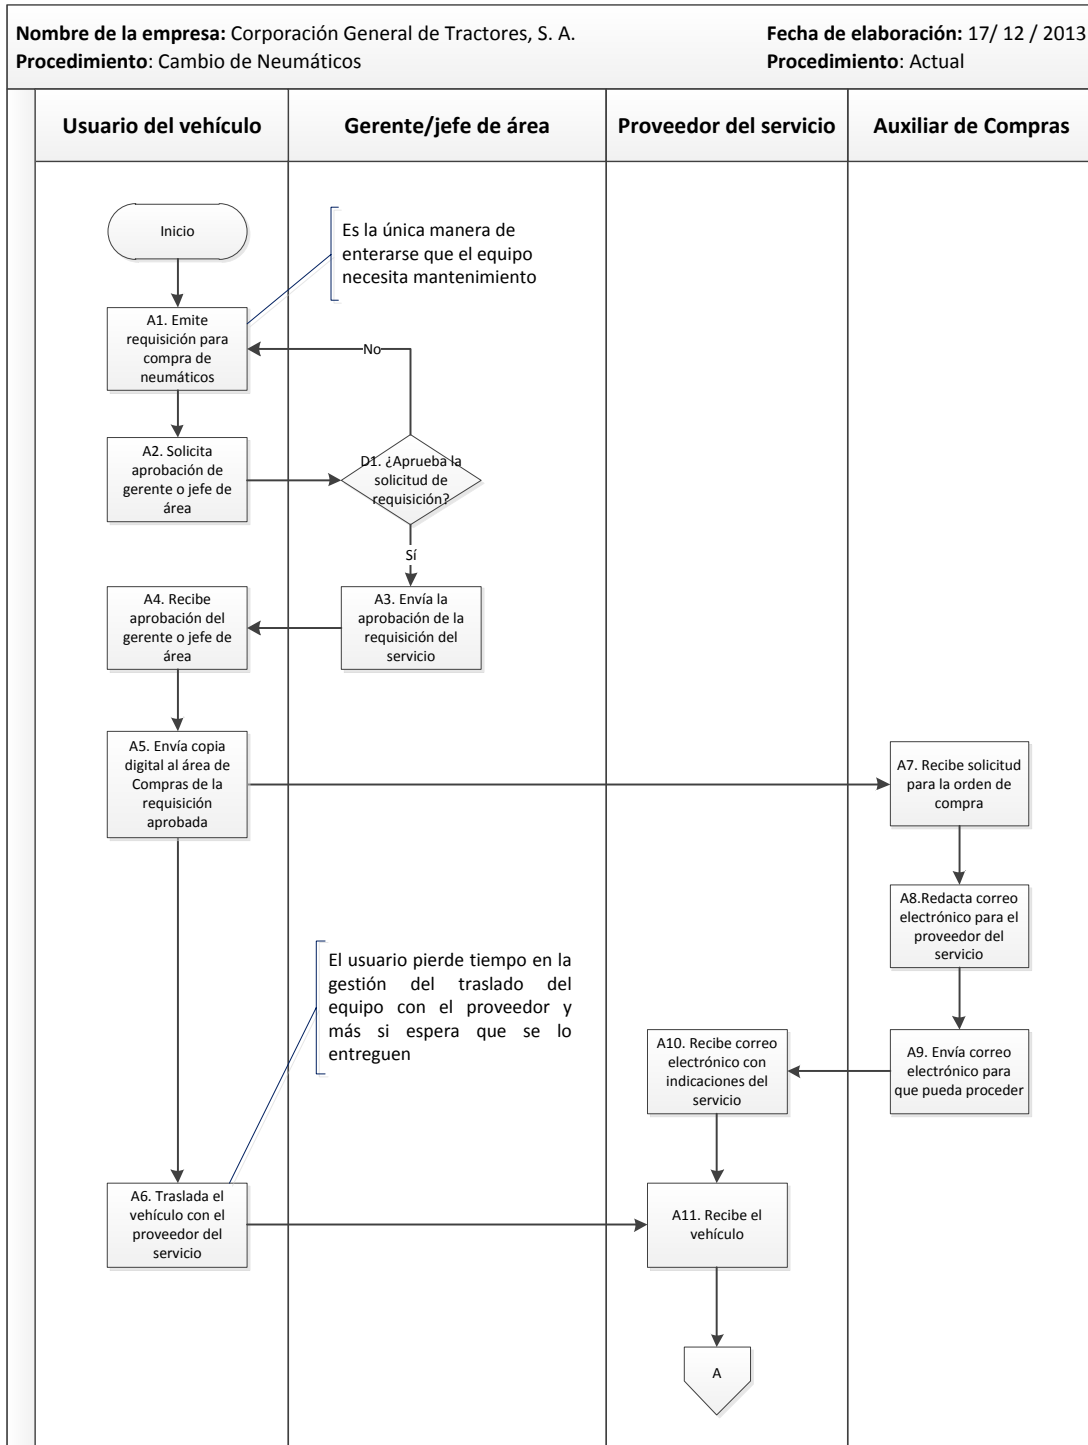 Nombre de la empresa: Corporación General de Tractores, S. A.
Fecha de elaboración: 17/ 12 / 2013
Procedimiento: Cambio de Neumáticos
Procedimiento: Actual
Usuario del vehículo
Gerente/jefe de área
Proveedor del servicio
Auxiliar de Compras
Inicio
Es la única manera de
enterarse que el equipo
necesita mantenimiento
A1. Emite
requisición para
compra de
neumáticos
No
A2. Solicita
aprobación de
gerente o jefe de
área
D1. ¿Aprueba la
solicitud de
requisición?
Sí
A4. Recibe
aprobación del
gerente o jefe de
área
A3. Envía la
aprobación de la
requisición del
servicio
A5. Envía copia
digital al área de
Compras de la
requisición
aprobada
A7. Recibe solicitud
para la orden de
compra
A8.Redacta correo
electrónico para el
proveedor del
servicio
El usuario pierde tiempo en la
gestión del traslado del
equipo con el proveedor y
más si espera que se lo
entreguen
A10. Recibe correo
electrónico con
indicaciones del
servicio
A9. Envía correo
electrónico para
que pueda proceder
A6. Traslada el
vehículo con el
proveedor del
servicio
A11. Recibe el
vehículo
A